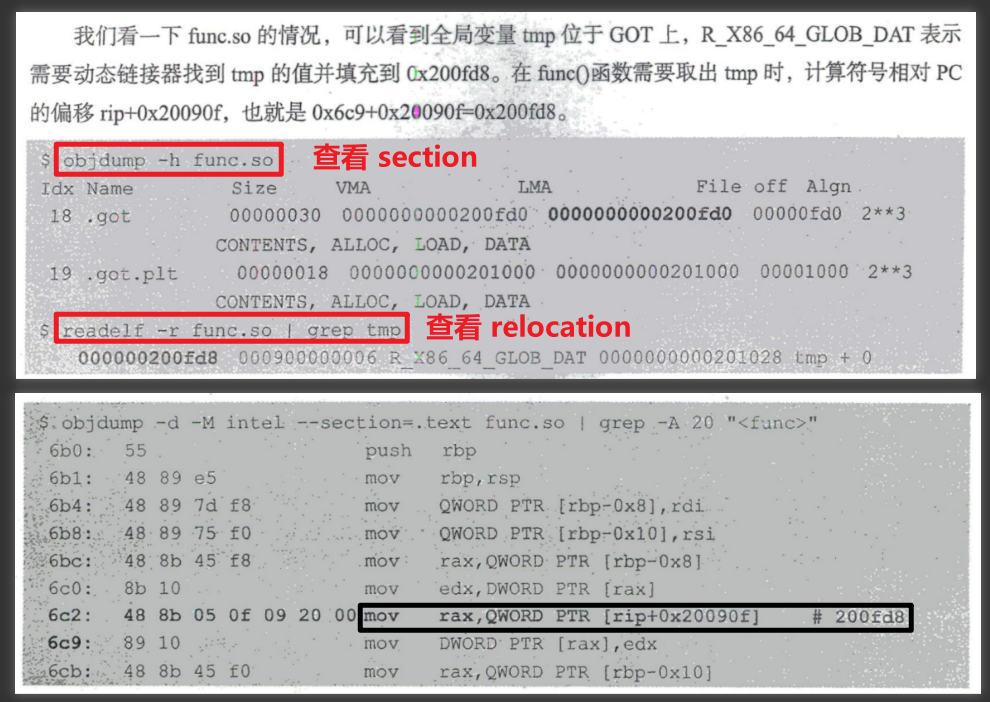 我们看一下 func.so 的情况，可以看到全局变量 tmp 位于 GOT 上，R_X86_64_GLOB_DAT 表示
需要动态链接器找到 tmp 的值并填充到 0x200fd8。在 func()函数需要取出 tmp 时，计算符号相对 PC
的偏移 rip+0x20090f，也就是 0x6c9+0x20090f=0x200fd8。
$ objdump -h func.so 查看 section
Idx Name Size VMA LMA File off Algn
18 .got 00000030 0000000000200fd0 0000000000200fd0 00000fd0 2**3
CONTENTS, ALLOC, LOAD, DATA
19 .got.plt 00000018 0000000000201000 0000000000201000 00001000 2**3
CONTENTS, ALLOC, LOAD, DATA
$ readelf -r func.so | grep tmp 查看 relocation
000000200fd8 000900000006 R_X86_64_GLOB_DAT 0000000000201028 tmp + 0
$ objdump -d -M intel --section=.text func.so | grep -A 20 "<func>"
6b0: 55 push rbp
6b1: 48 89 e5 mov rbp,rsp
6b4: 48 89 7d f8 mov QWORD PTR [rbp-0x8],rdi
6b8: 48 89 75 f0 mov QWORD PTR [rbp-0x10],rsi
6bc: 48 8b 45 f8 mov rax,QWORD PTR [rbp-0x8]
6c0: 8b 10 mov edx,DWORD PTR [rax]
6c2: 48 8b 05 0f 09 20 00 mov rax,QWORD PTR [rip+0x20090f] # 200fd8
6c9: 89 10 mov DWORD PTR [rax],edx
6cb: 48 8b 45 f0 mov rax,QWORD PTR [rbp-0x10]